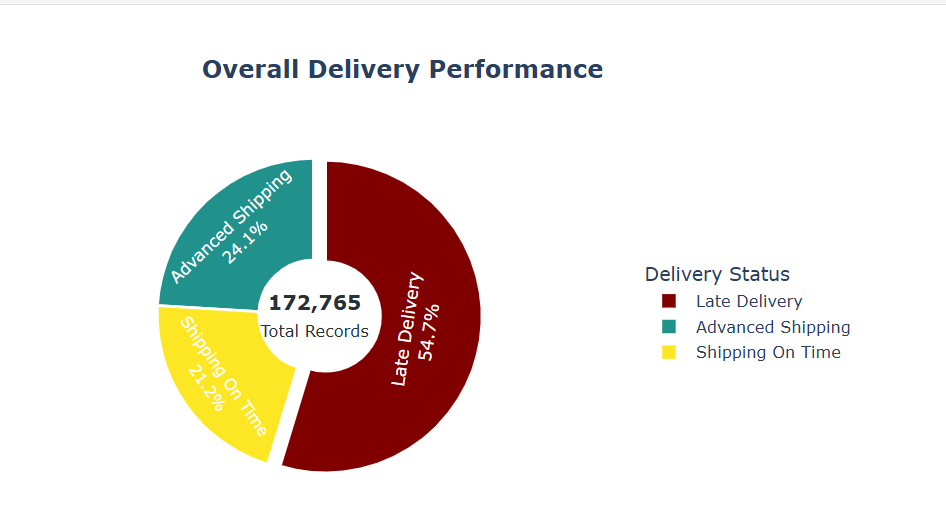 Overall Delivery Performance
Advanced Shipping
24.1%
Late Delivery
54.7%
Shipping On Time
21.2%
172,765
Total Records
Delivery Status
Late Delivery
Advanced Shipping
Shipping On Time